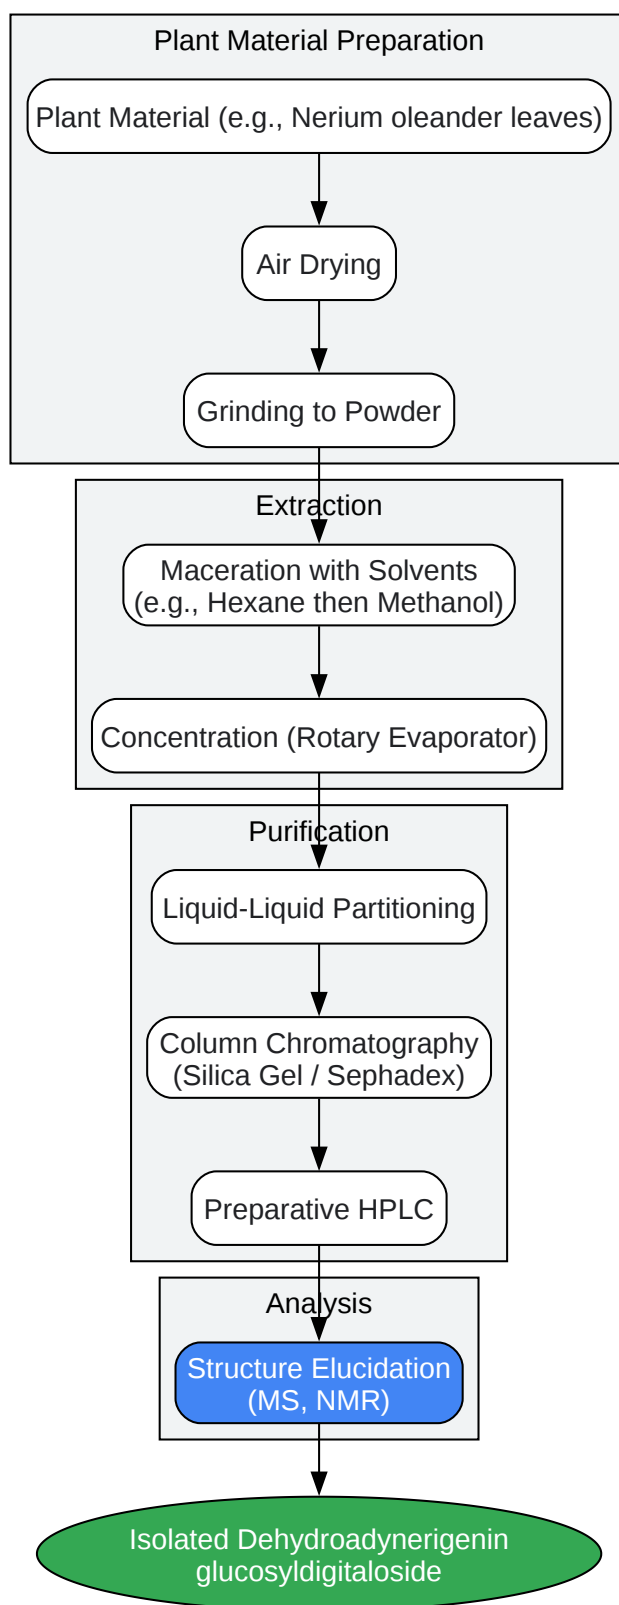 Plant Material Preparation
Plant Material (e.g., Nerium oleander leaves)
Air Drying
Grinding to Powder
Extraction
Maceration with Solvents
(e.g., Hexane then Methanol)
Concentration (Rotary Evaporator)
Purification
Liquid-Liquid Partitioning
Column Chromatography
(Silica Gel / Sephadex)
Preparative HPLC
Analysis
Structure Elucidation
(MS, NMR)
Isolated Dehydroadynerigenin
glucosyldigitaloside